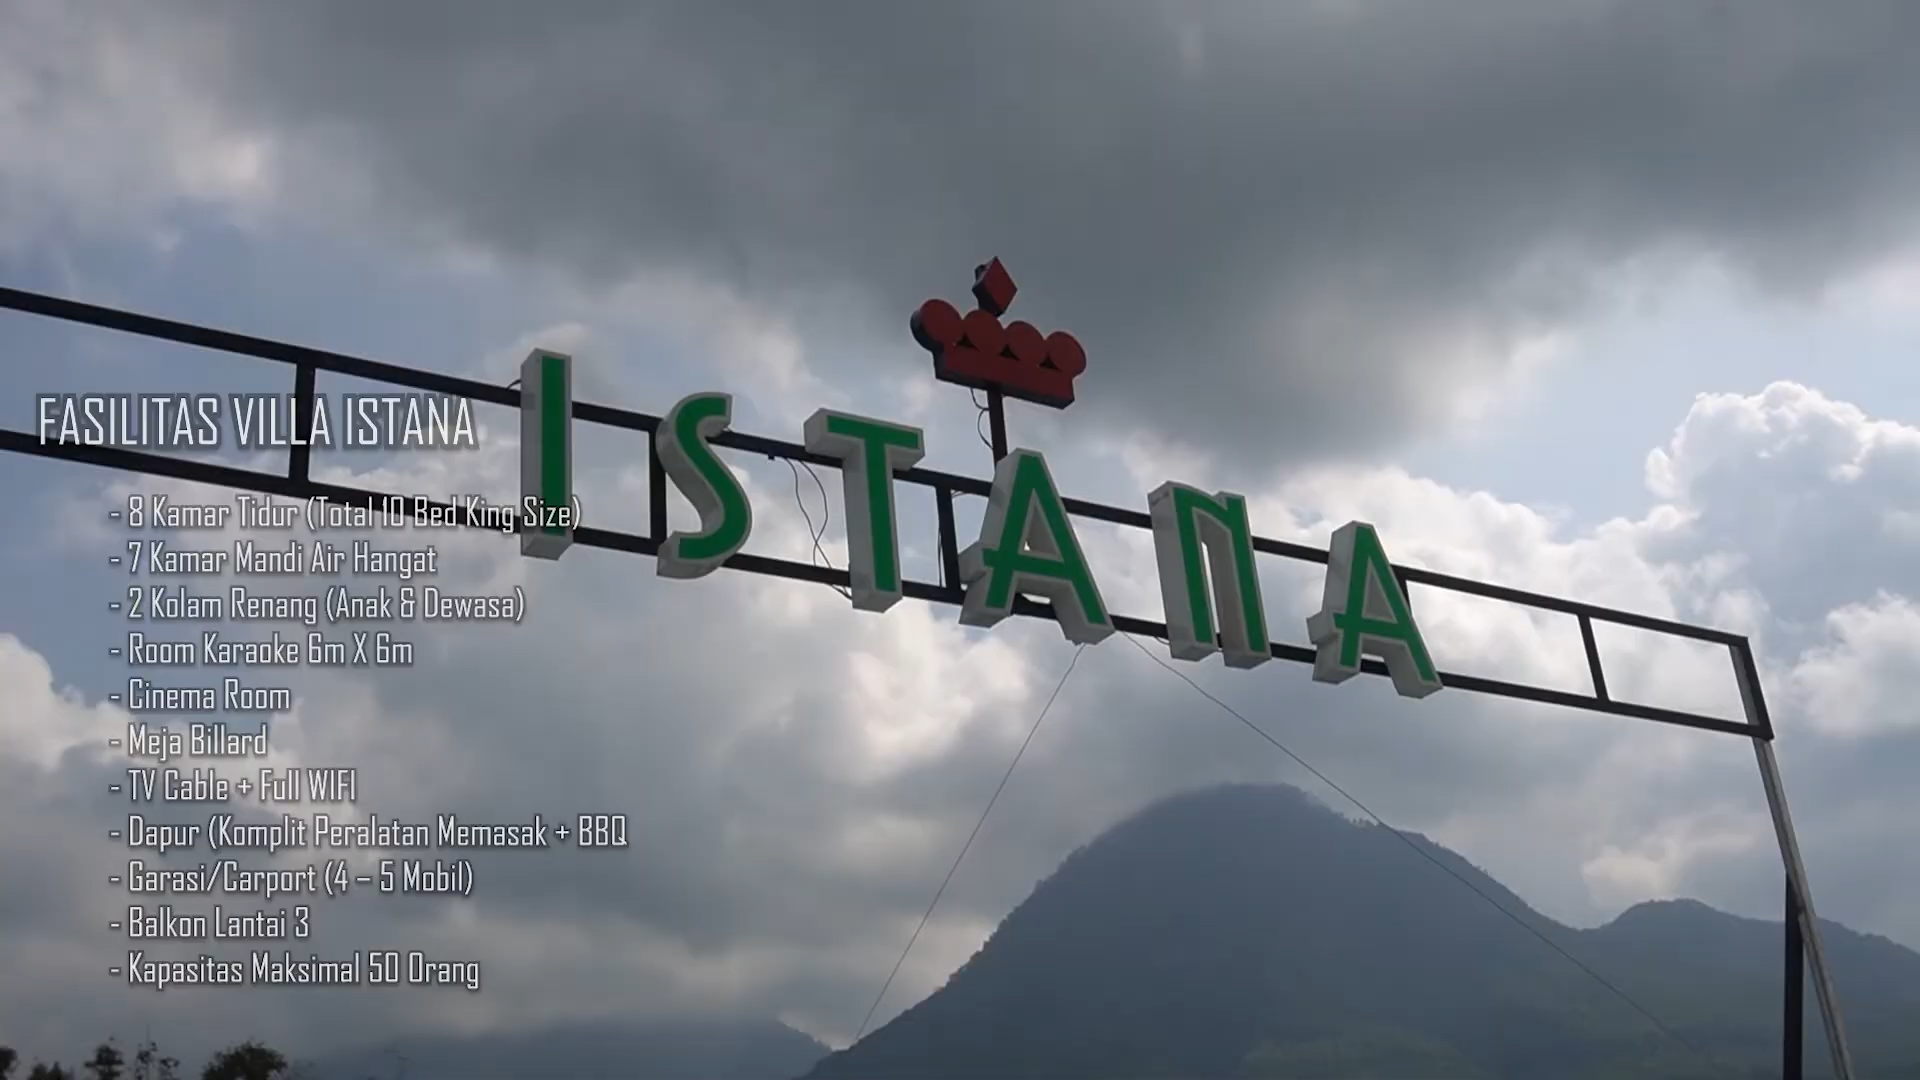 ISTANA
FASILITAS VILLA ISTANA
- 8 Kamar Tidur (Total 10 Bed King Size)
- 7 Kamar Mandi Air Hangat
- 2 Kolam Renang (Anak & Dewasa)
- Room Karaoke 6m X 6m
- Cinema Room
- Meja Billard
- TV Cable + Full WIFI
- Dapur (Komplit Peralatan Memasak + BBQ
- Garasi/Carport (4 – 5 Mobil)
- Balkon Lantai 3
- Kapasitas Maksimal 50 Orang